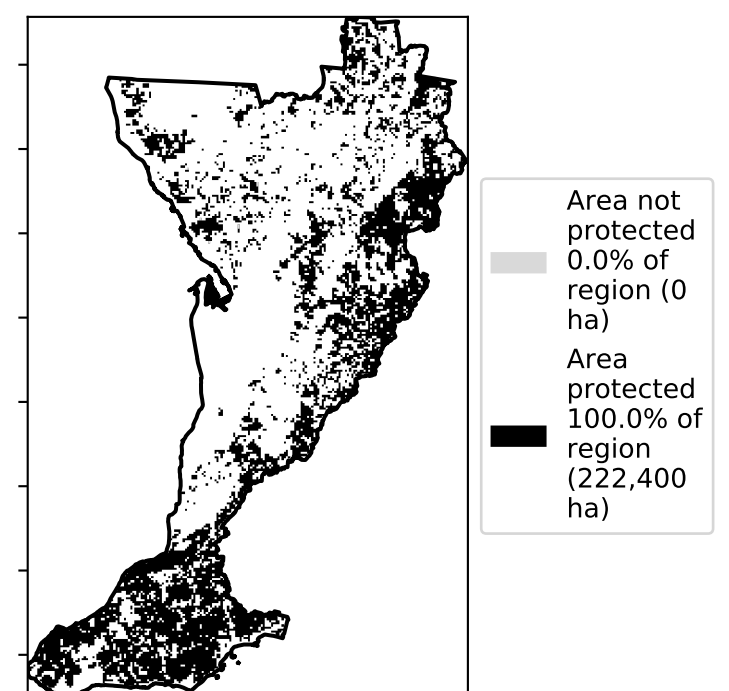 Area not
protected
0.0% of
region (0
ha)
Area
protected
100.0% of
region
(222,400
ha)